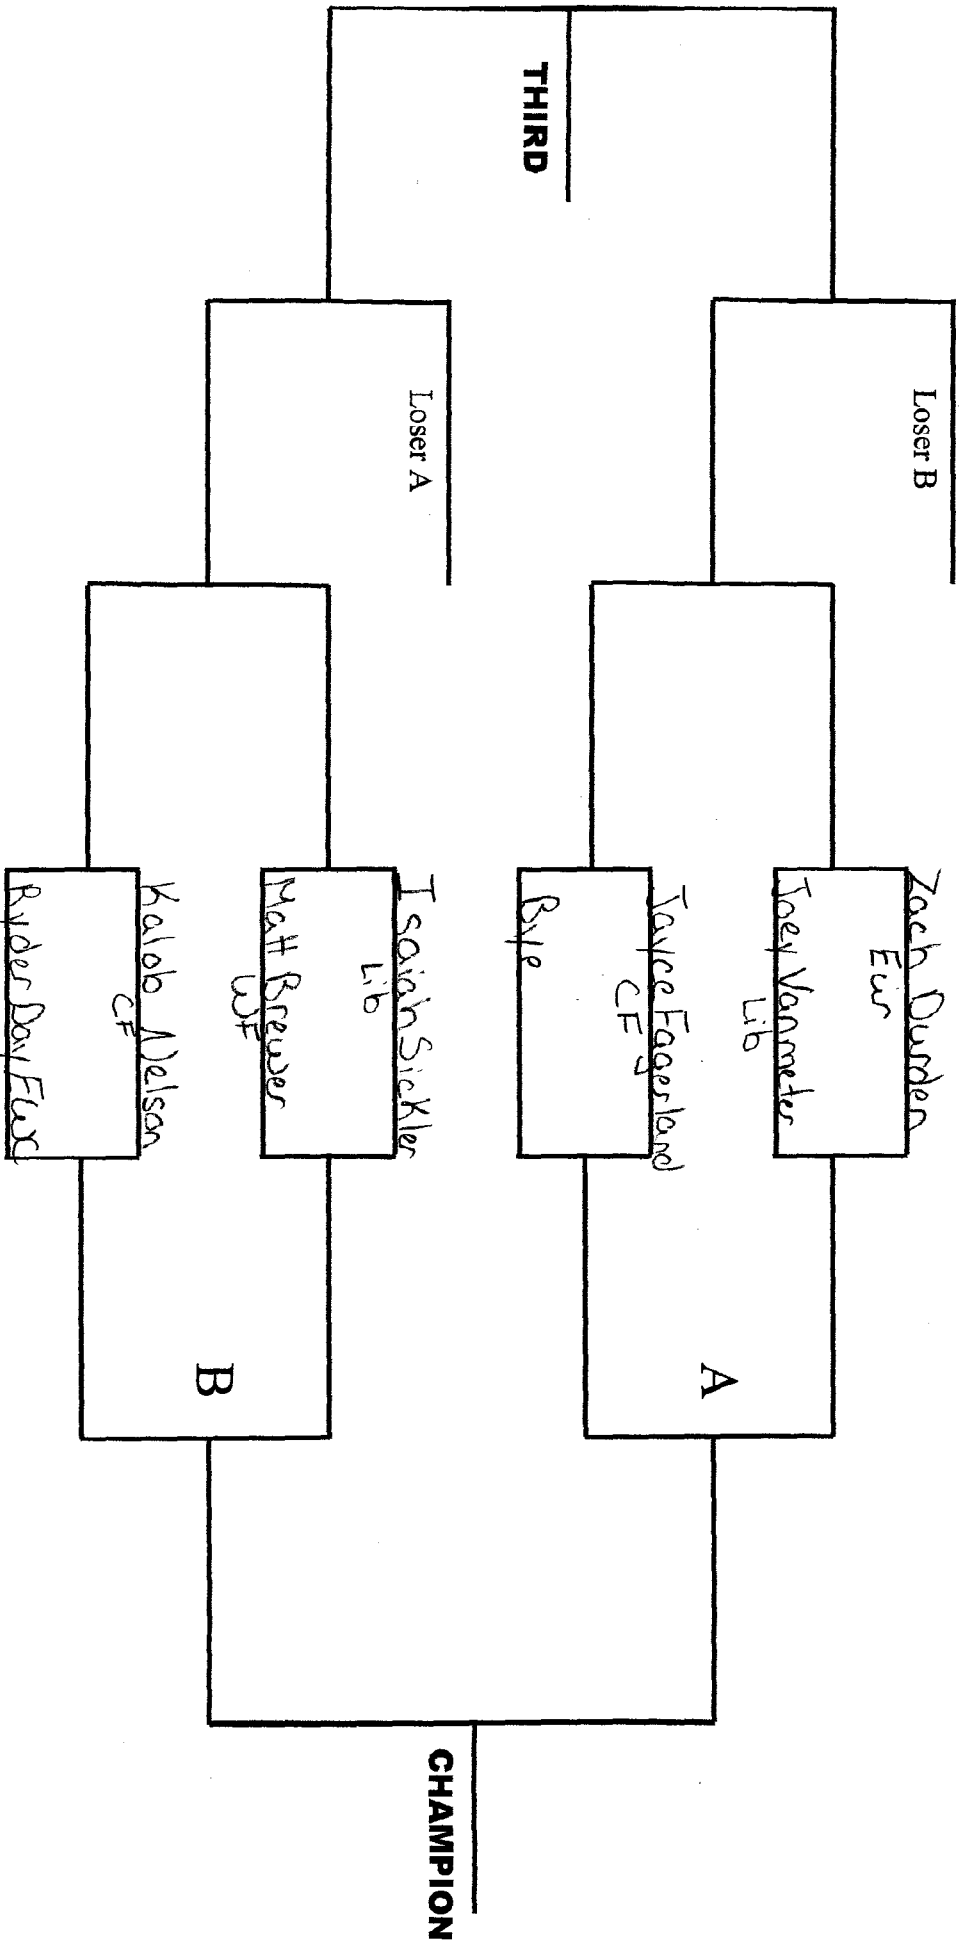 Zach Durden
Eur
Joey Vanmeter
Lib
Jayce Fagerland
CF
Bye
Isaiah Sickler
Lib
Matt Brewer
WF
Kalob Nelson
CF
Ryder Day
Loser B
Loser A
A
B
THIRD
CHAMPION